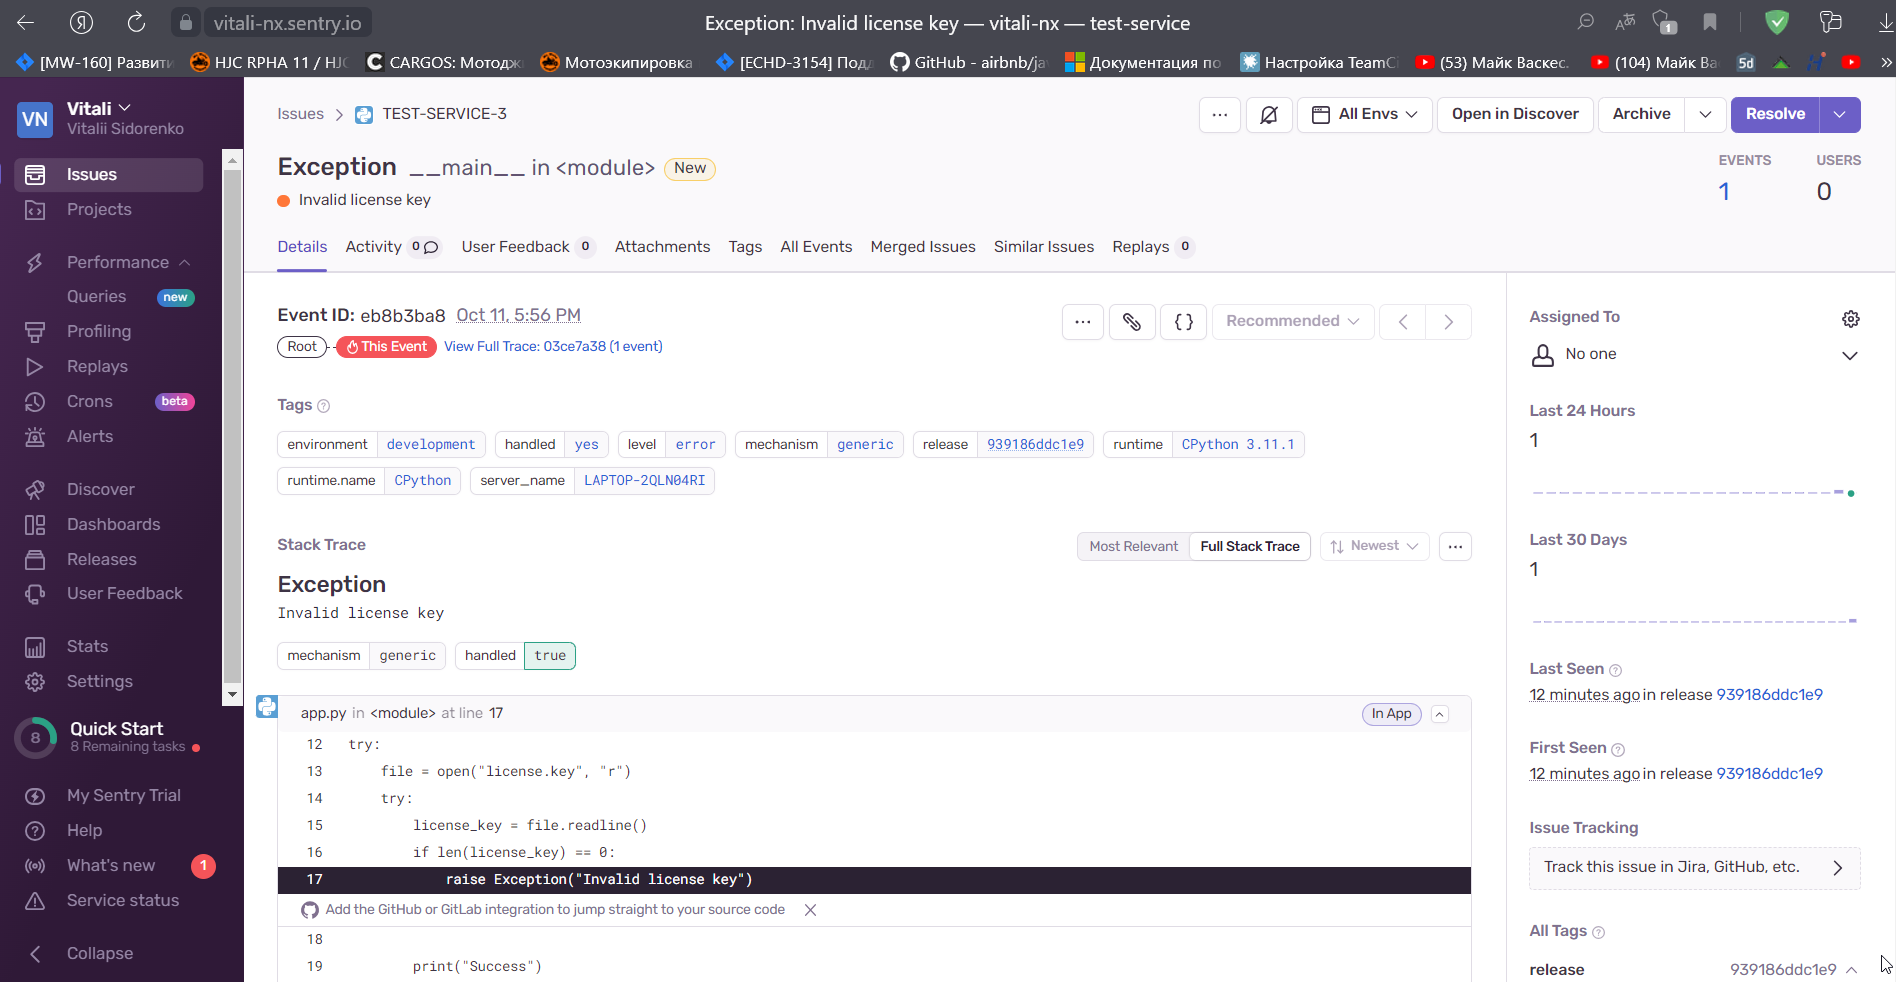 vitali-nx.sentry.io
Exception: Invalid license key — vitali-nx — test-service
1
[MW-160] Развити
HJC RPHA 11 / HJC
CARGOS: Мотодж
Мотоэкипировка
[ECHD-3154] Под
GitHub - airbnb/ja
Документация по
Настройка TeamCi
(53) Майк Васкес.
(104) Майк Ва
5d
»
VN
Vitali
Vitalii Sidorenko
Issues
Projects
Performance
Queries new
Profiling
Replays
Crons beta
Alerts
Discover
Dashboards
Releases
User Feedback
Stats
Settings
8
Quick Start
8 Remaining tasks
My Sentry Trial
Help
What's new 1
Service status
Collapse
Issues > TEST-SERVICE-3
... All Envs Open in Discover Archive Resolve
Exception __main__ in <module> New
EVENTS USERS
1 0
Invalid license key
Details Activity 0 User Feedback 0 Attachments Tags All Events Merged Issues Similar Issues Replays 0
Event ID: eb8b3ba8 Oct 11, 5:56 PM
... {} Recommended < >
Root This Event View Full Trace: 03ce7a38 (1 event)
Tags ?
environment development handled yes level error mechanism generic release 939186ddc1e9 runtime CPython 3.11.1
runtime.name CPython server_name LAPTOP-2QLN04RI
Stack Trace
Most Relevant Full Stack Trace Newest ...
Exception
Invalid license key
mechanism generic handled true
app.py in <module> at line 17
In App
12 try:
13 file = open("license.key", "r")
14 try:
15 license_key = file.readline()
16 if len(license_key) == 0:
17 raise Exception("Invalid license key")
Add the GitHub or GitLab integration to jump straight to your source code
18
19 print("Success")
Assigned To
No one
Last 24 Hours
1
Last 30 Days
1
Last Seen ?
12 minutes ago in release 939186ddc1e9
First Seen ?
12 minutes ago in release 939186ddc1e9
Issue Tracking
Track this issue in Jira, GitHub, etc.
All Tags ?
release 939186ddc1e9